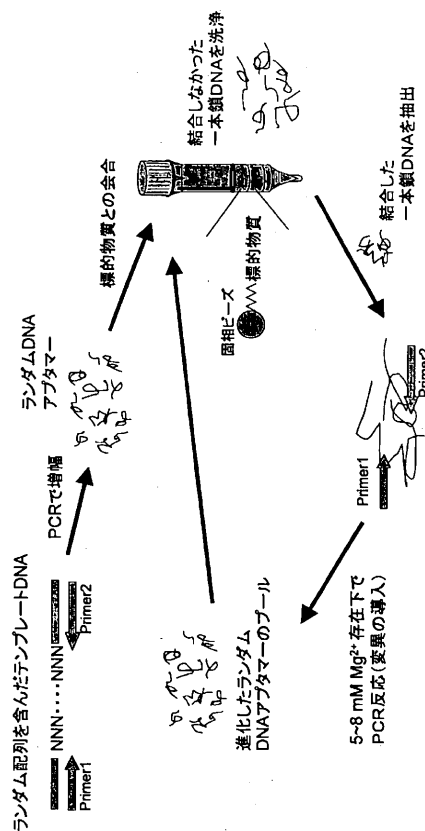 ランダム配列を含んだテンプレートDNA
NNN････NNN
Primer1
Primer2
PCRで増幅
ランダムDNA
アプタマー
標的物質との会合
結合しなかった
一本鎖DNAを洗浄
固相ビーズ
標的物質
結合した
一本鎖DNAを抽出
Primer1
Primer2
5~8 mM Mg²⁺ 存在下で
PCR反応(変異の導入)
進化したランダム
DNAアプタマーのプール